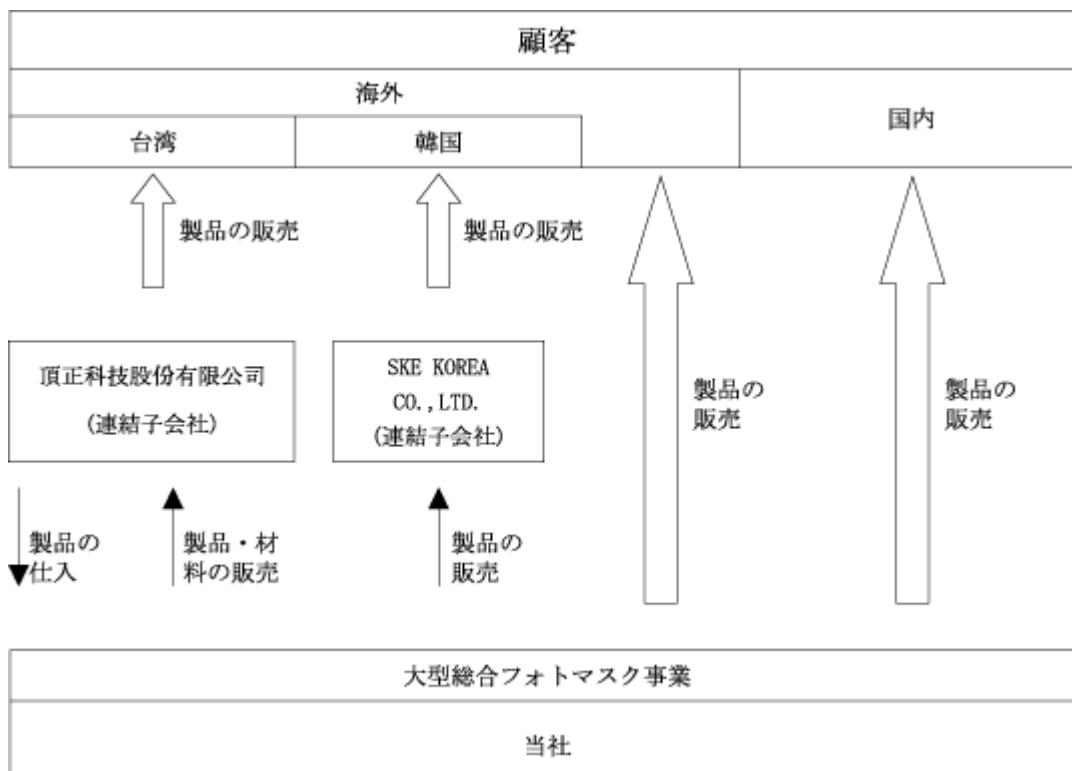 顧客
海外
国内
台湾
韓国
製品の販売
製品の販売
頂正科技股份有限公司
(連結子会社)
SKE KOREA
CO.,LTD.
(連結子会社)
製品の
販売
製品の
販売
製品の
仕入
製品・材
料の販売
製品の
販売
大型総合フォトマスク事業
当社